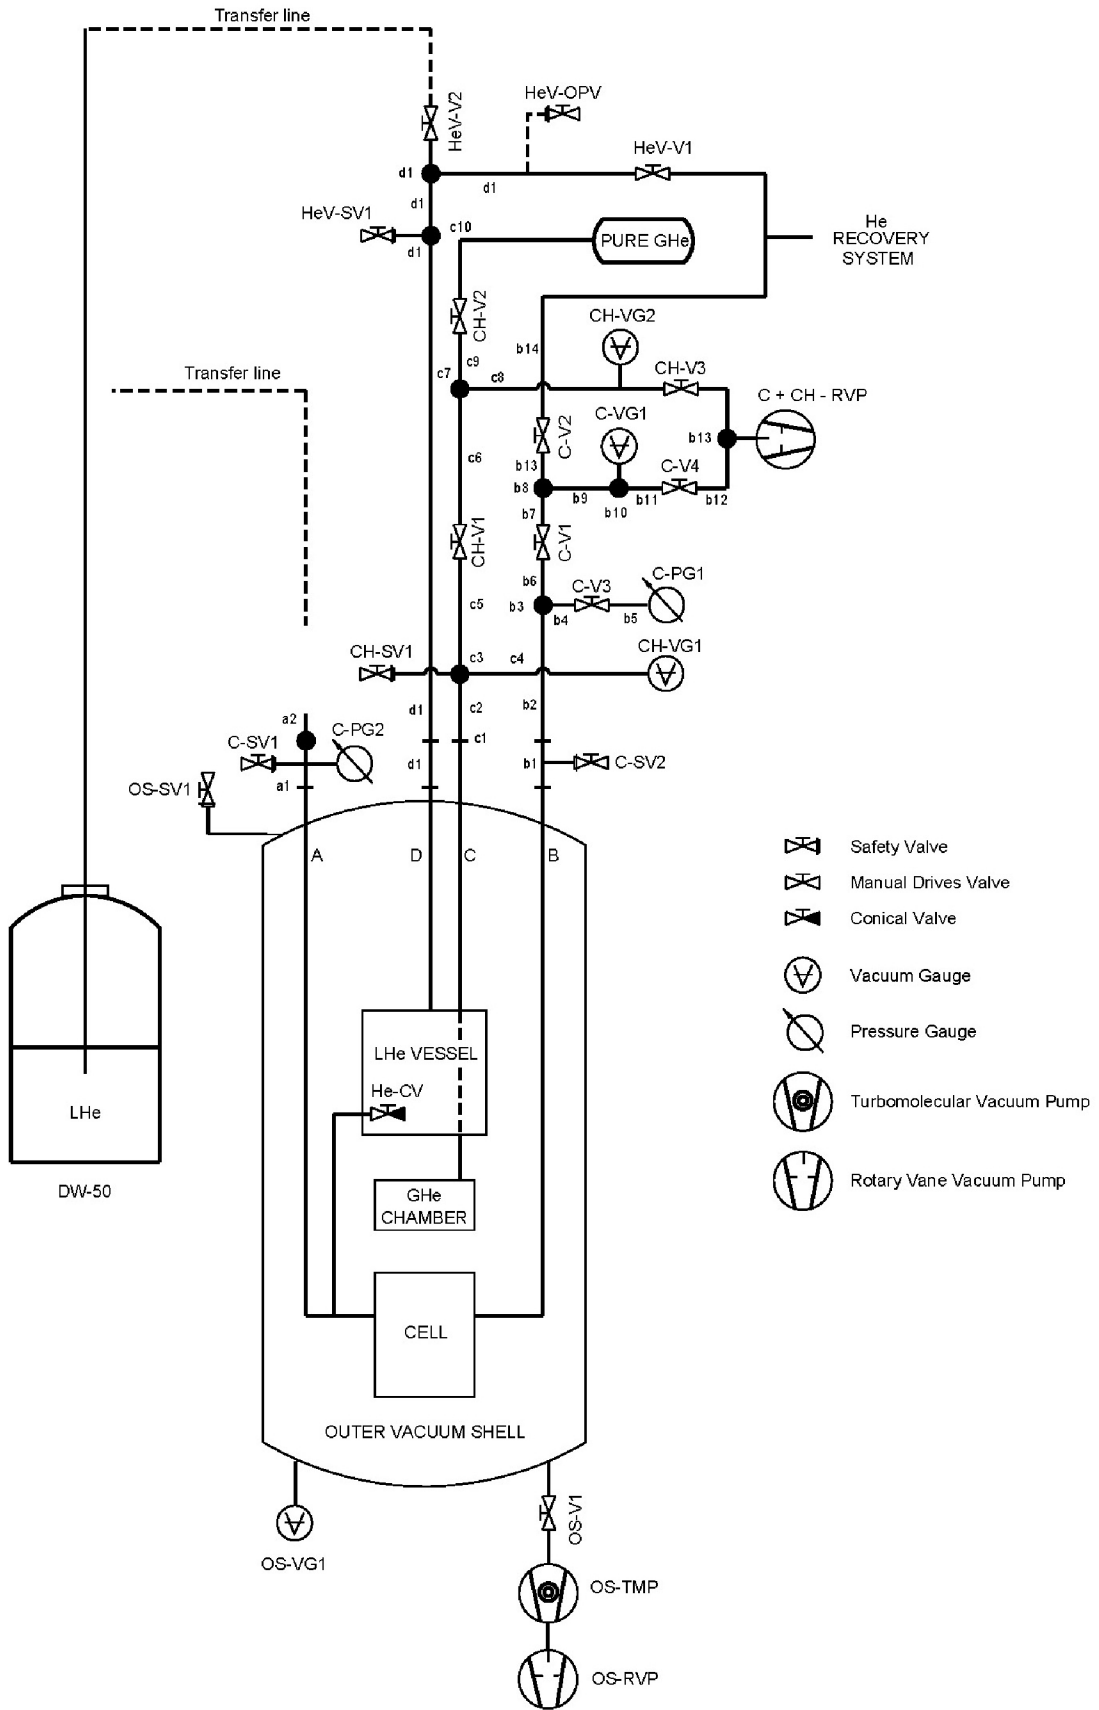 Transfer line
HeV-OPV
HeV-V2
HeV-V1
d1
d1
d1
HeV-SV1
c10
He
RECOVERY
SYSTEM
PURE GHe
d1
CH-V2
CH-VG2
b14
c9
Transfer line
c7
c8
CH-V3
C + CH - RVP
C-VG1
C-V2
b13
c6
b13
C-V4
b8
b9
b11
b12
b10
b7
CH-V1
C-V1
b6
C-V3
C-PG1
c5
b3
b4
b5
CH-SV1
c3
c4
CH-VG1
d1
c2
b2
a2
C-PG2
c1
C-SV1
d1
b1
C-SV2
OS-SV1
a1
A
D
C
B
Safety Valve
Manual Drives Valve
Conical Valve
Vacuum Gauge
Pressure Gauge
Turbomolecular Vacuum Pump
Rotary Vane Vacuum Pump
LHe VESSEL
He-CV
LHe
DW-50
GHe
CHAMBER
CELL
OUTER VACUUM SHELL
OS-V1
OS-VG1
OS-TMP
OS-RVP